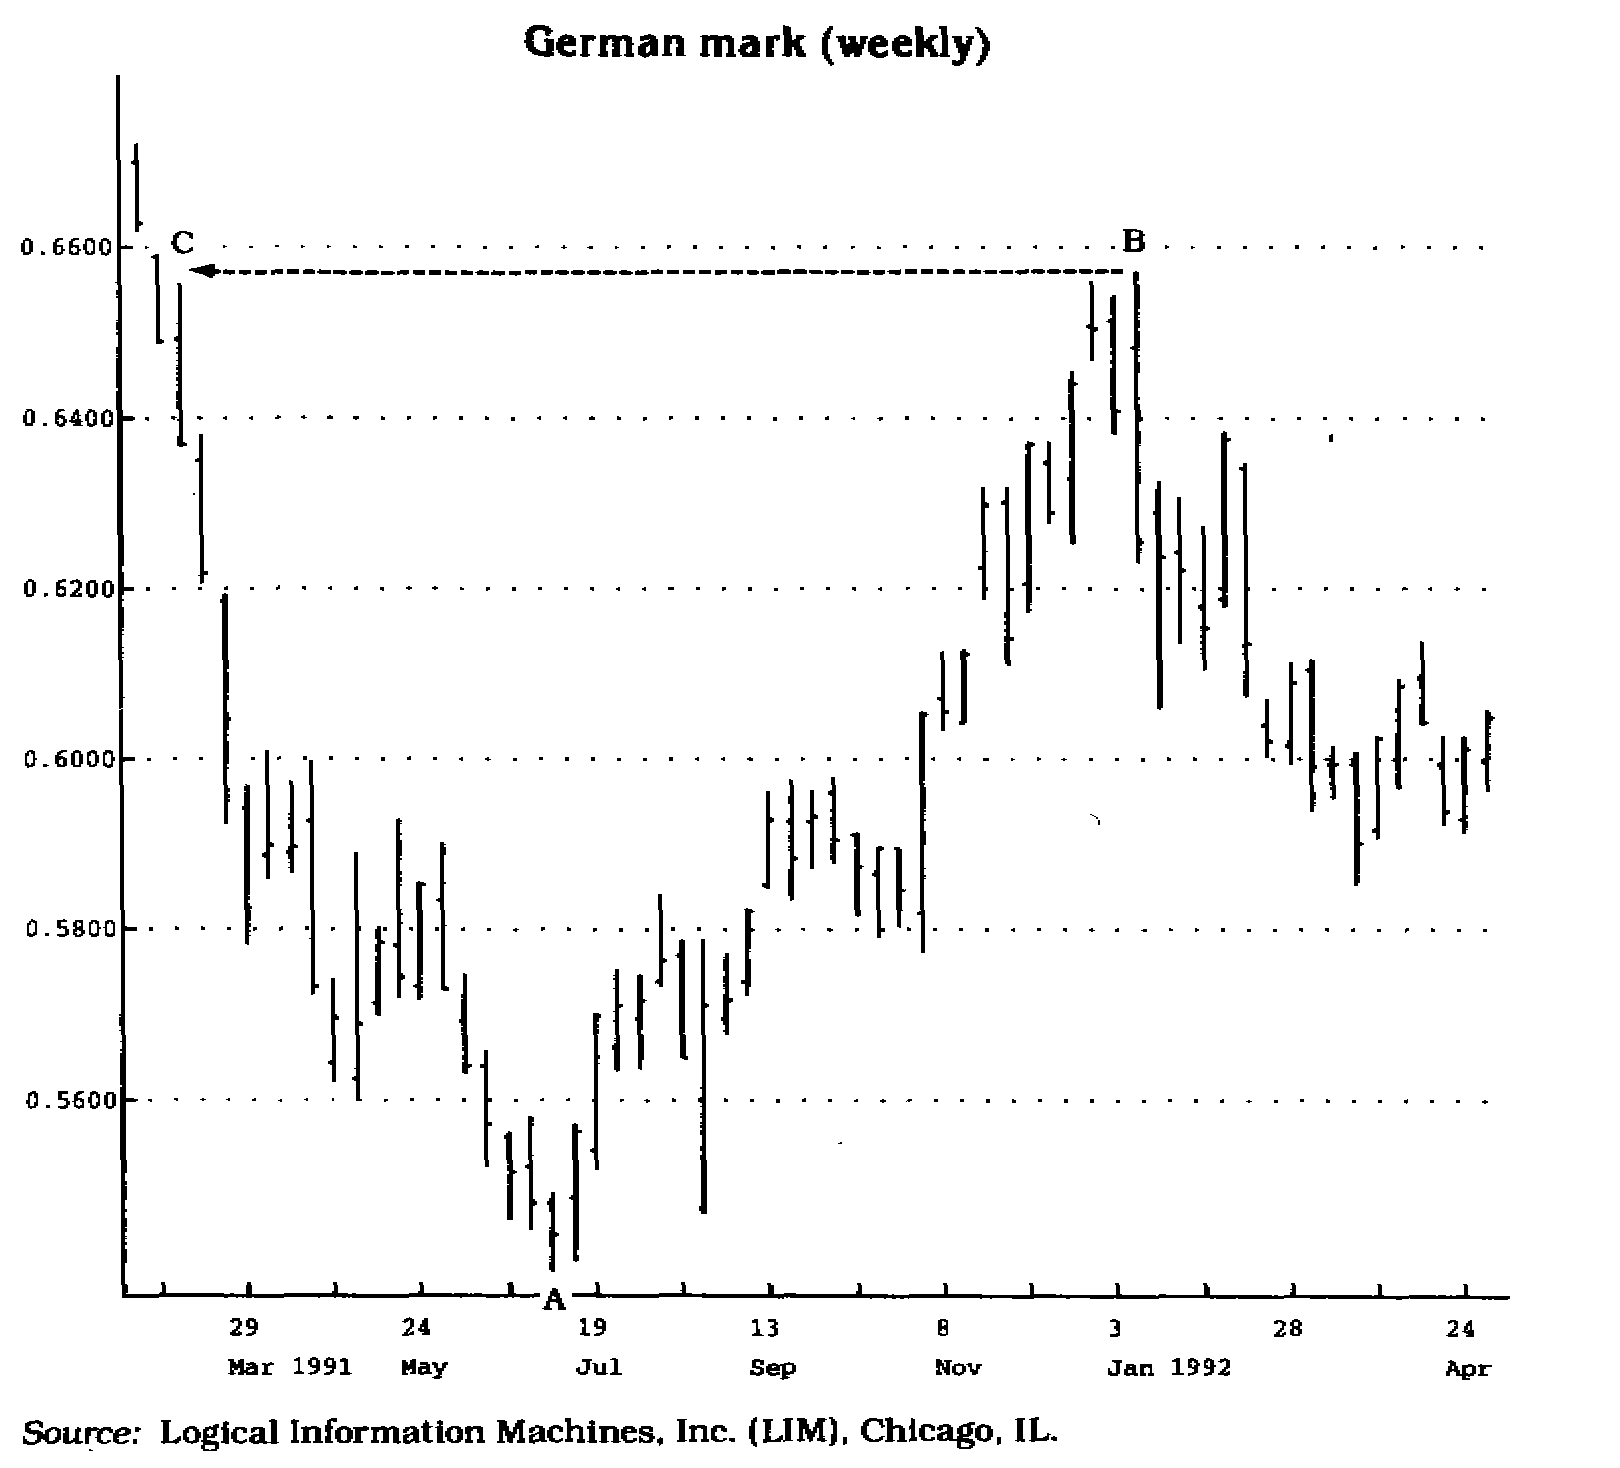 German mark (weekly)
0.6600
C
B
0.6400
0.6200
0.6000
0.5800
0.5600
A
29 24 19 13 8 3 28 24
Mar 1991 May Jul Sep Nov Jan 1992 Apr
Source: Logical Information Machines, Inc. (LIM), Chicago, IL.